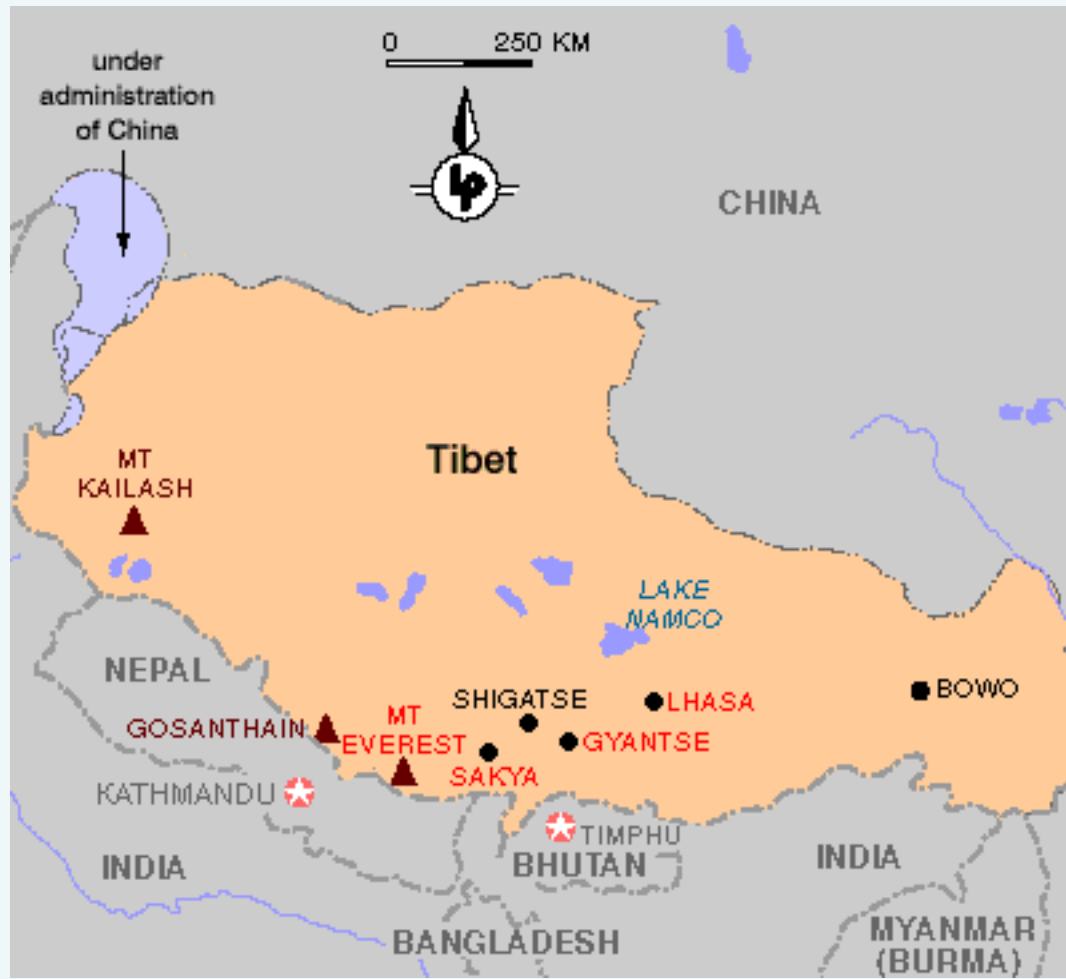 under
administration
of China
0 250 KM
LP
CHINA
Tibet
MT
KAILASH
LAKE
NAMCO
NEPAL
SHIGATSE
LHASA
BOWO
GOSANTHAIN
MT
EVEREST
GYANTSE
SAKYA
KATHMANDU
TIMPHU
INDIA
BHUTAN
INDIA
BANGLADESH
MYANMAR
(BURMA)